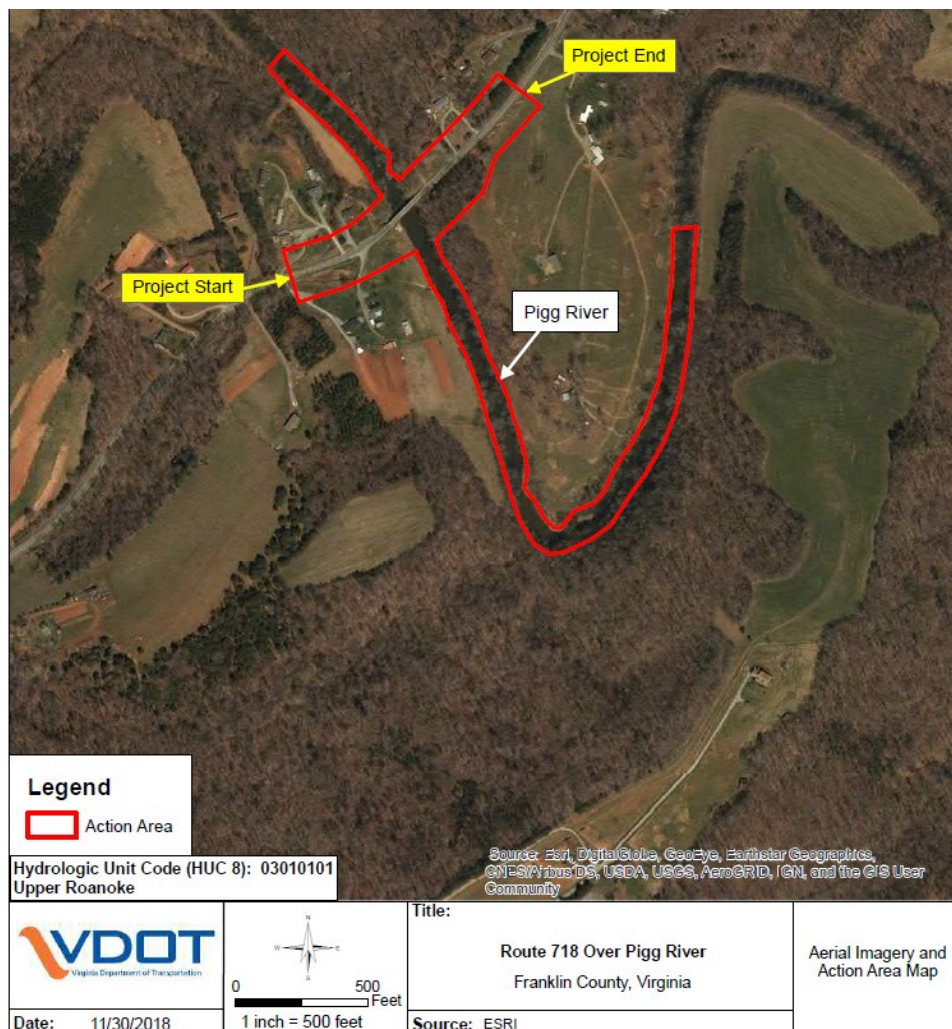 Project End
Project Start
Pigg River
Legend
Action Area
Hydrologic Unit Code (HUC 8): 03010101
Upper Roanoke
Source: Esri, DigitalGlobe, GeoEye, Earthstar Geographics,
CNES/Airbus DS, USDA, USGS, AeroGRID, IGN, and the GIS User
Community
VDOT
Virginia Department of Transportation
N
W E
S
0 500
Feet
1 inch = 500 feet
Title:
Route 718 Over Pigg River
Franklin County, Virginia
Aerial Imagery and
Action Area Map
Date: 11/30/2018
Source: ESRI